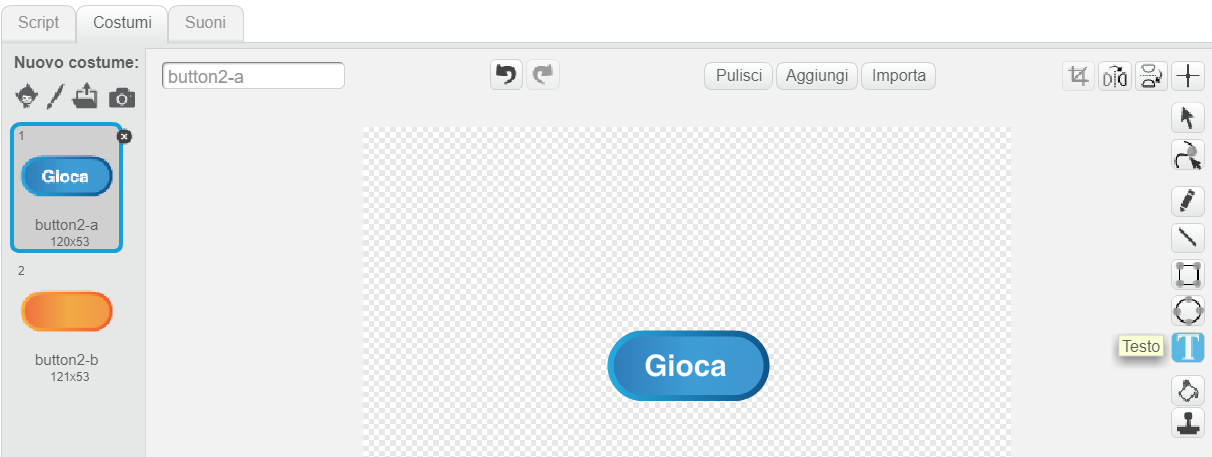 Script
Costumi
Suoni
Nuovo costume:
button2-a
Pulisci
Aggiungi
Importa
1
Gioca
button2-a
120x53
2
button2-b
121x53
Gioca
Testo
T